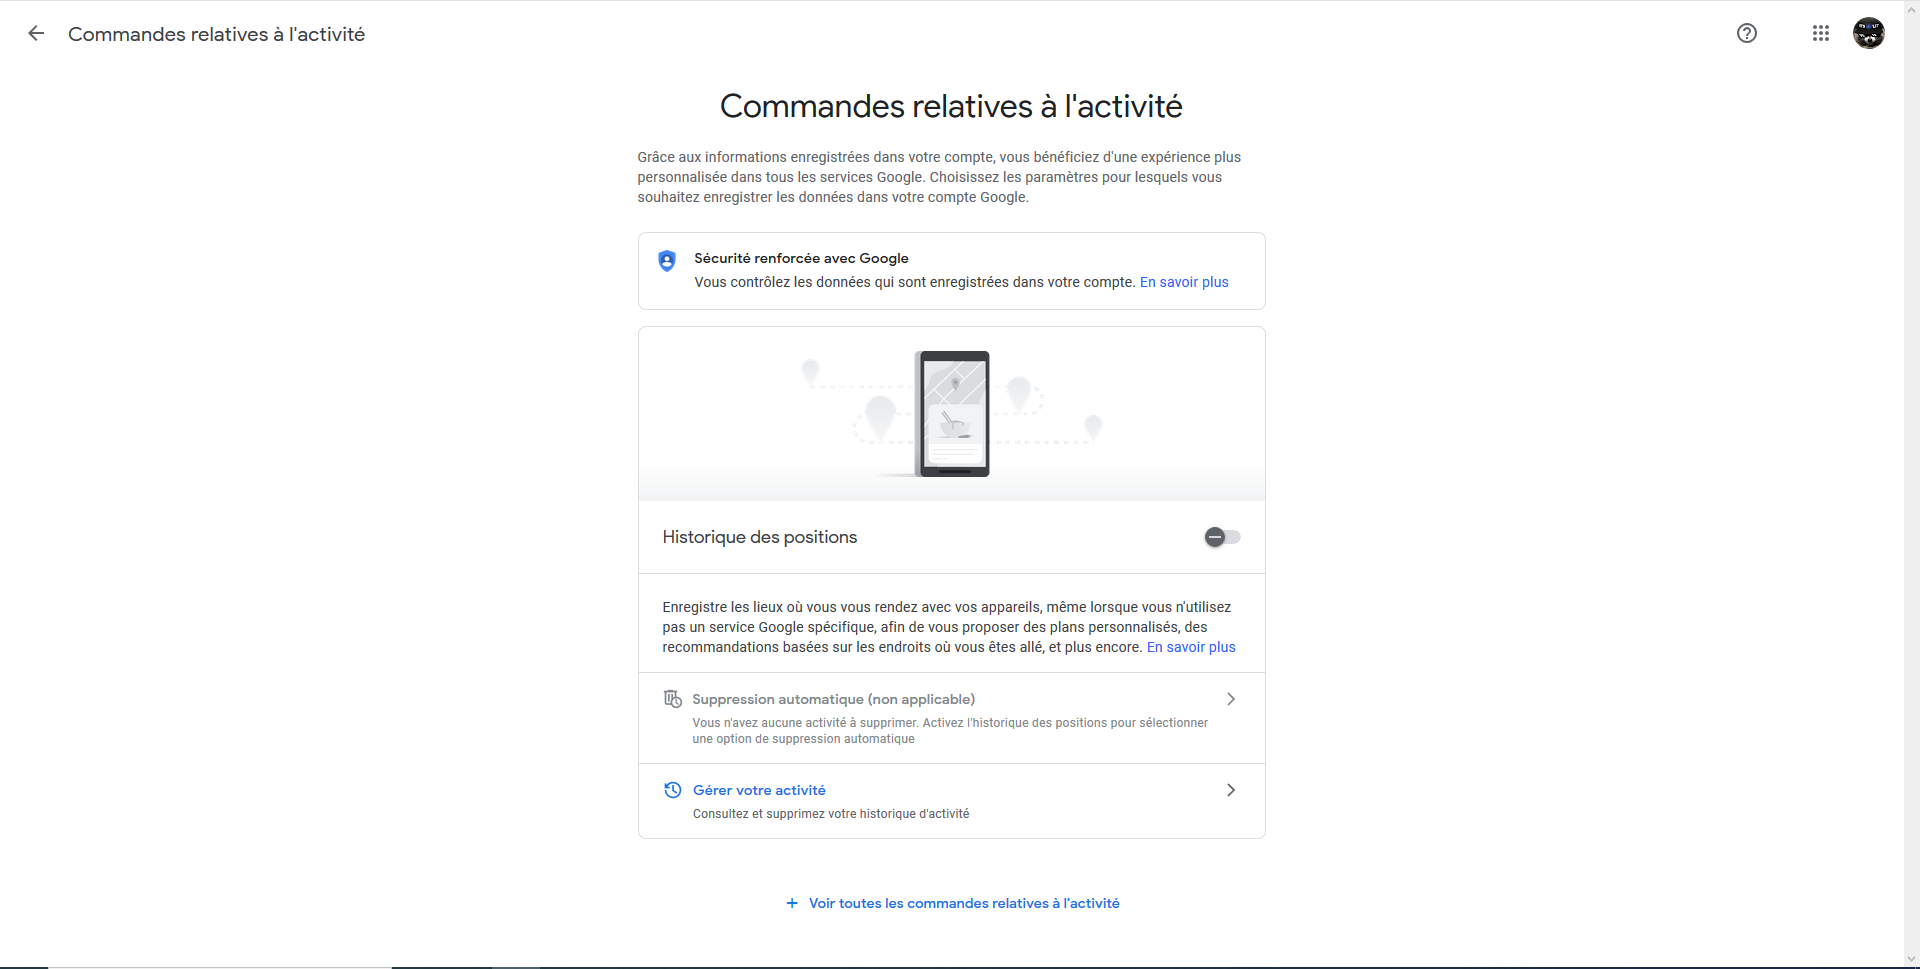 Commandes relatives à l'activité
Commandes relatives à l'activité
Grâce aux informations enregistrées dans votre compte, vous bénéficiez d'une expérience plus
personnalisée dans tous les services Google. Choisissez les paramètres pour lesquels vous
souhaitez enregistrer les données dans votre compte Google.
Sécurité renforcée avec Google
Vous contrôlez les données qui sont enregistrées dans votre compte. En savoir plus
Historique des positions
Enregistre les lieux où vous vous rendez avec vos appareils, même lorsque vous n'utilisez
pas un service Google spécifique, afin de vous proposer des plans personnalisés, des
recommandations basées sur les endroits où vous êtes allé, et plus encore. En savoir plus
Suppression automatique (non applicable)
Vous n'avez aucune activité à supprimer. Activez l'historique des positions pour sélectionner
une option de suppression automatique
Gérer votre activité
Consultez et supprimez votre historique d'activité
+ Voir toutes les commandes relatives à l'activité